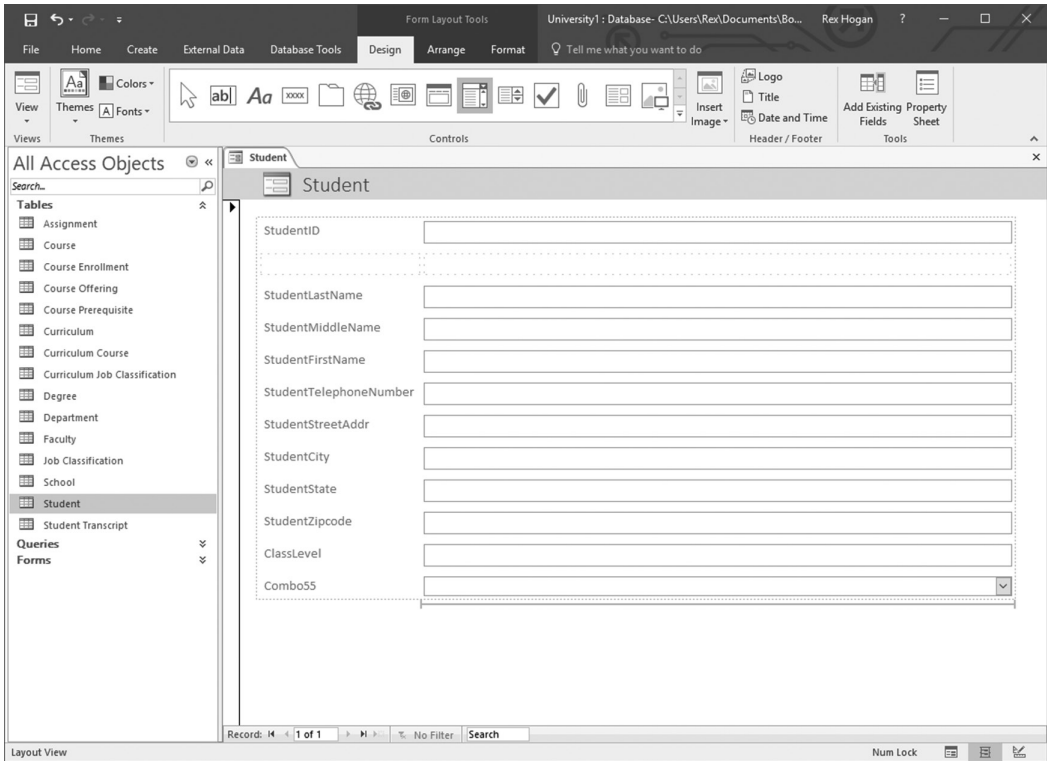 Form Layout Tools
University1 : Database- C:\Users\Rex\Documents\Bo...
Rex Hogan
?
File Home Create External Data Database Tools Design Arrange Format Tell me what you want to do
View
Themes
Aa
Colors
A Fonts
ab| Aa xxxx
Insert Image
Logo
Title
Date and Time
Add Existing Fields
Property Sheet
Views Themes Controls Header / Footer Tools
All Access Objects
Search...
Tables
Assignment
Course
Course Enrollment
Course Offering
Course Prerequisite
Curriculum
Curriculum Course
Curriculum Job Classification
Degree
Department
Faculty
Job Classification
School
Student
Student Transcript
Queries
Forms
Student
Student
StudentID
StudentLastName
StudentMiddleName
StudentFirstName
StudentTelephoneNumber
StudentStreetAddr
StudentCity
StudentState
StudentZipcode
ClassLevel
Combo55
Record: 1 of 1 No Filter Search
Layout View Num Lock